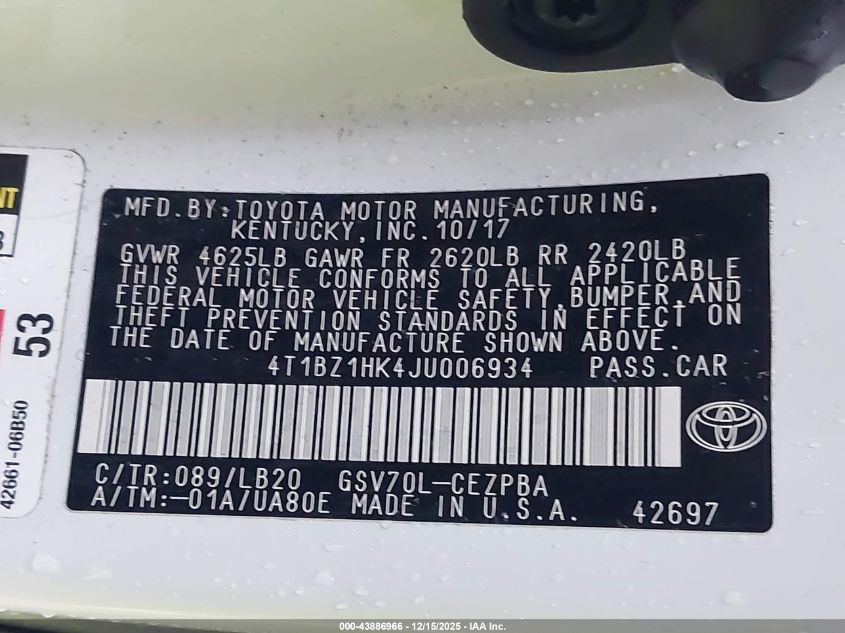 MFD.BY:TOYOTA MOTOR MANUFACTURING,
KENTUCKY,INC.10/17
GVWR 4625LB GAWR FR 2620LB RR 2420LB
THIS VEHICLE CONFORMS TO ALL APPLICABLE
FEDERAL MOTOR VEHICLE SAFETY,BUMPER,AND
THEFT PREVENTION STANDARDS IN EFFECT ON
THE DATE OF MANUFACTURE SHOWN ABOVE.
4T1BZ1HK4JU006934 PASS.CAR
C/TR:089/LB20 GSV70L-CEZPBA
A/TM:-01A/UA80E MADE IN U.S.A. 42697
53
42661-06B50
000-43886966 - 12/15/2025 - IAA Inc.